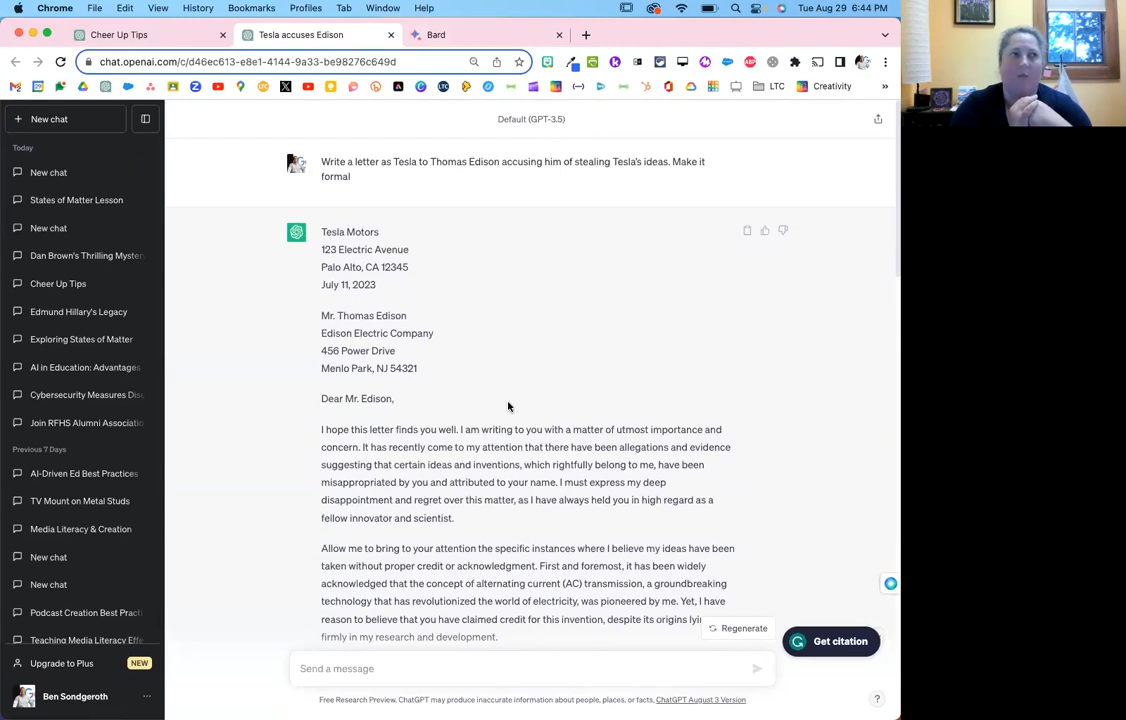 Chrome File Edit View History Bookmarks Profiles Tab Window Help Tue Aug 29 6:44 PM
Cheer Up Tips
Tesla accuses Edison
Bard
chat.openai.com/c/d46ec613-e8e1-4144-9a33-be98276c649d
LTC
Creativity
New chat
Default (GPT-3.5)
Today
New chat
States of Matter Lesson
New chat
Dan Brown's Thrilling Myster
Cheer Up Tips
Edmund Hillary's Legacy
Exploring States of Matter
AI in Education: Advantages
Cybersecurity Measures Dis
Join RFHS Alumni Associatio
Previous 7 Days
AI-Driven Ed Best Practices
TV Mount on Metal Studs
Media Literacy & Creation
New chat
New chat
Podcast Creation Best Pract
Teaching Media Literacy Effe
Upgrade to Plus NEW
Ben Sondgeroth
Write a letter as Tesla to Thomas Edison accusing him of stealing Tesla's ideas. Make it
formal
Tesla Motors
123 Electric Avenue
Palo Alto, CA 12345
July 11, 2023
Mr. Thomas Edison
Edison Electric Company
456 Power Drive
Menlo Park, NJ 54321
Dear Mr. Edison,
I hope this letter finds you well. I am writing to you with a matter of utmost importance and
concern. It has recently come to my attention that there have been allegations and evidence
suggesting that certain ideas and inventions, which rightfully belong to me, have been
misappropriated by you and attributed to your name. I must express my deep
disappointment and regret over this matter, as I have always held you in high regard as a
fellow innovator and scientist.
Allow me to bring to your attention the specific instances where I believe my ideas have been
taken without proper credit or acknowledgment. First and foremost, it has been widely
acknowledged that the concept of alternating current (AC) transmission, a groundbreaking
technology that has revolutionized the world of electricity, was pioneered by me. Yet, I have
reason to believe that you have claimed credit for this invention, despite its origins lyi
firmly in my research and development.
Regenerate
Get citation
Send a message
Free Research Preview. ChatGPT may produce inaccurate information about people, places, or facts. ChatGPT August 3 Version
?